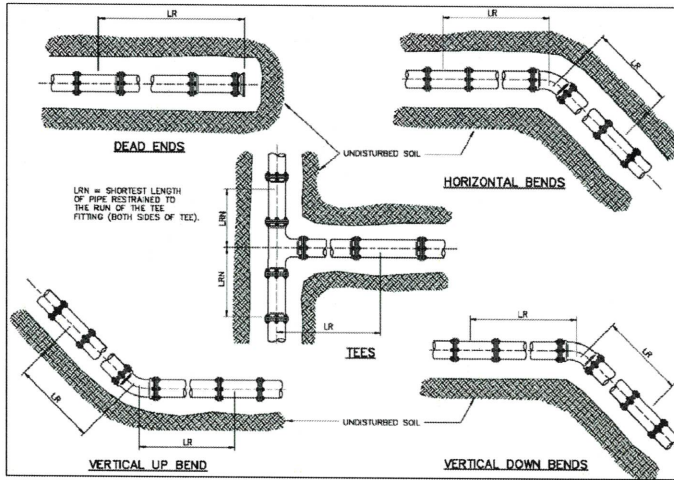 LR
LR
LR
DEAD ENDS
UNDISTURBED SOIL
HORIZONTAL BENDS
LRN = SHORTEST LENGTH
OF PIPE RESTRAINED TO
THE RUN OF THE TEE
FITTING (BOTH SIDES OF TEE).
LRN
LRN
LR
TEES
LR
LR
LR
LR
UNDISTURBED SOIL
VERTICAL UP BEND
VERTICAL DOWN BENDS